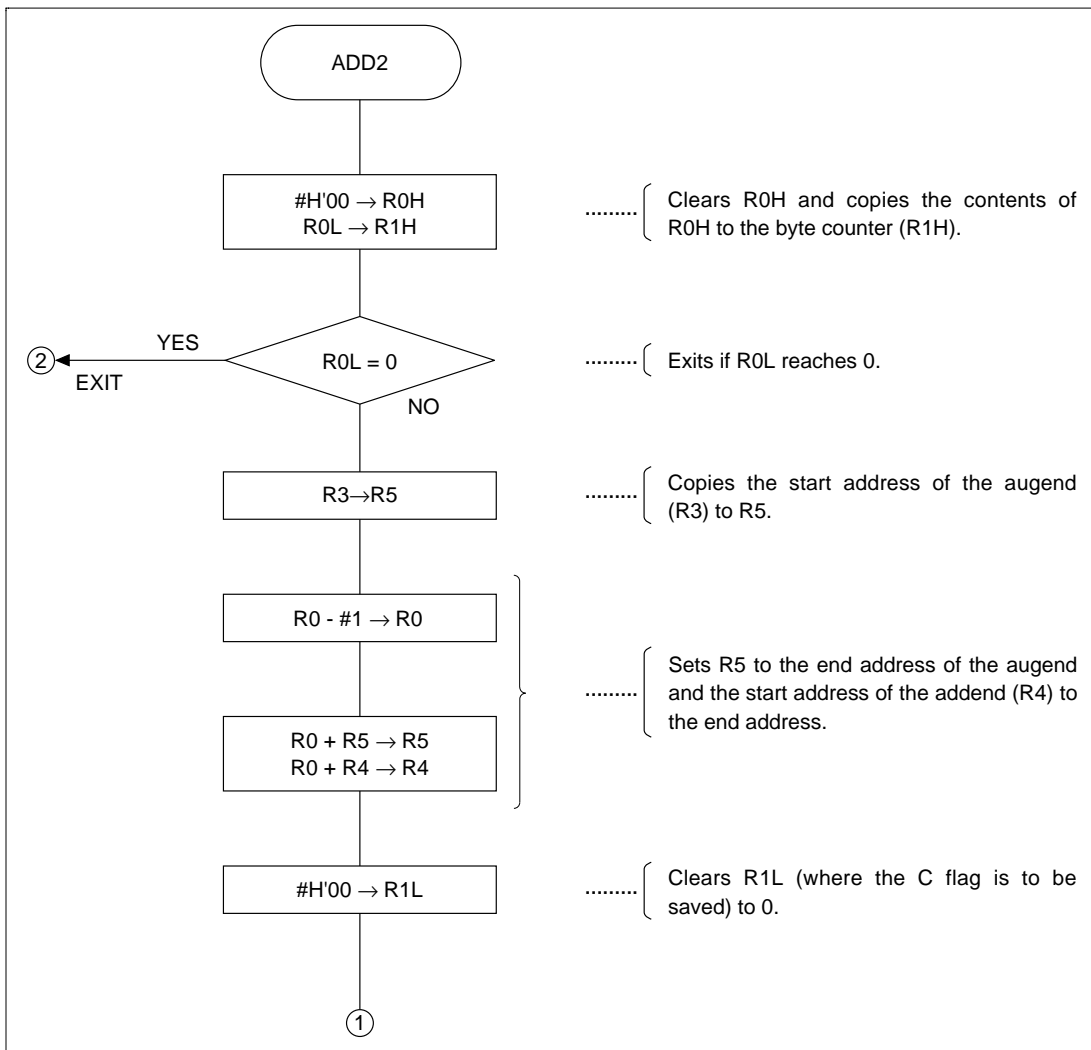 ADD2
#H'00 → R0H
R0L → R1H
......... Clears R0H and copies the contents of
R0H to the byte counter (R1H).
YES
2
R0L = 0
EXIT
NO
......... Exits if R0L reaches 0.
R3→R5
......... Copies the start address of the augend
(R3) to R5.
R0 - #1 → R0
R0 + R5 → R5
R0 + R4 → R4
......... Sets R5 to the end address of the augend
and the start address of the addend (R4) to
the end address.
#H'00 → R1L
......... Clears R1L (where the C flag is to be
saved) to 0.
1